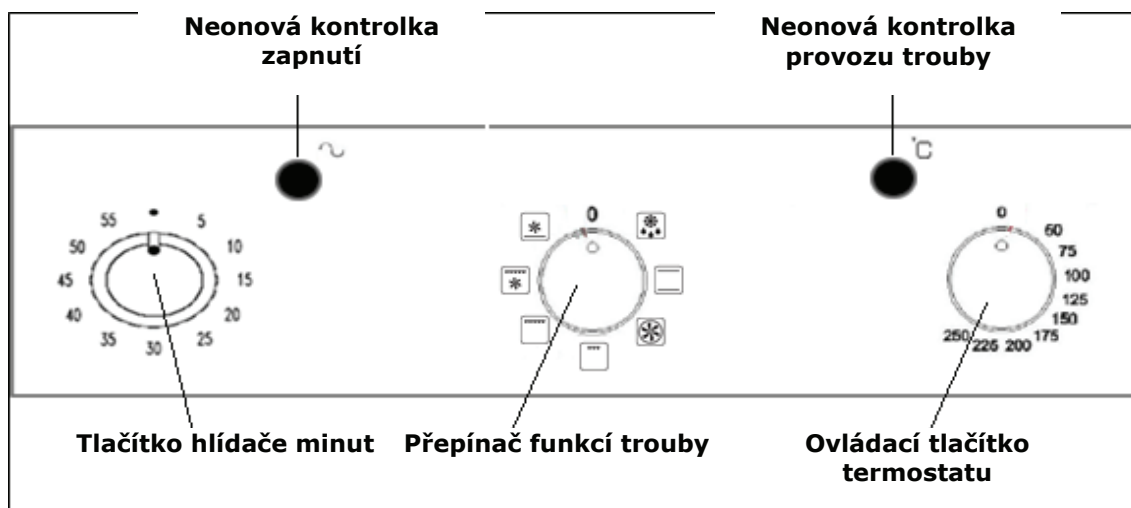 Neonová kontrolka
zapnutí
Neonová kontrolka
provozu trouby
°C
55
5
50
10
45
15
40
20
35
25
30
0
0
60
75
100
125
150
175
200
225
250
Tlačítko hlídače minut
Přepínač funkcí trouby
Ovládací tlačítko
termostatu